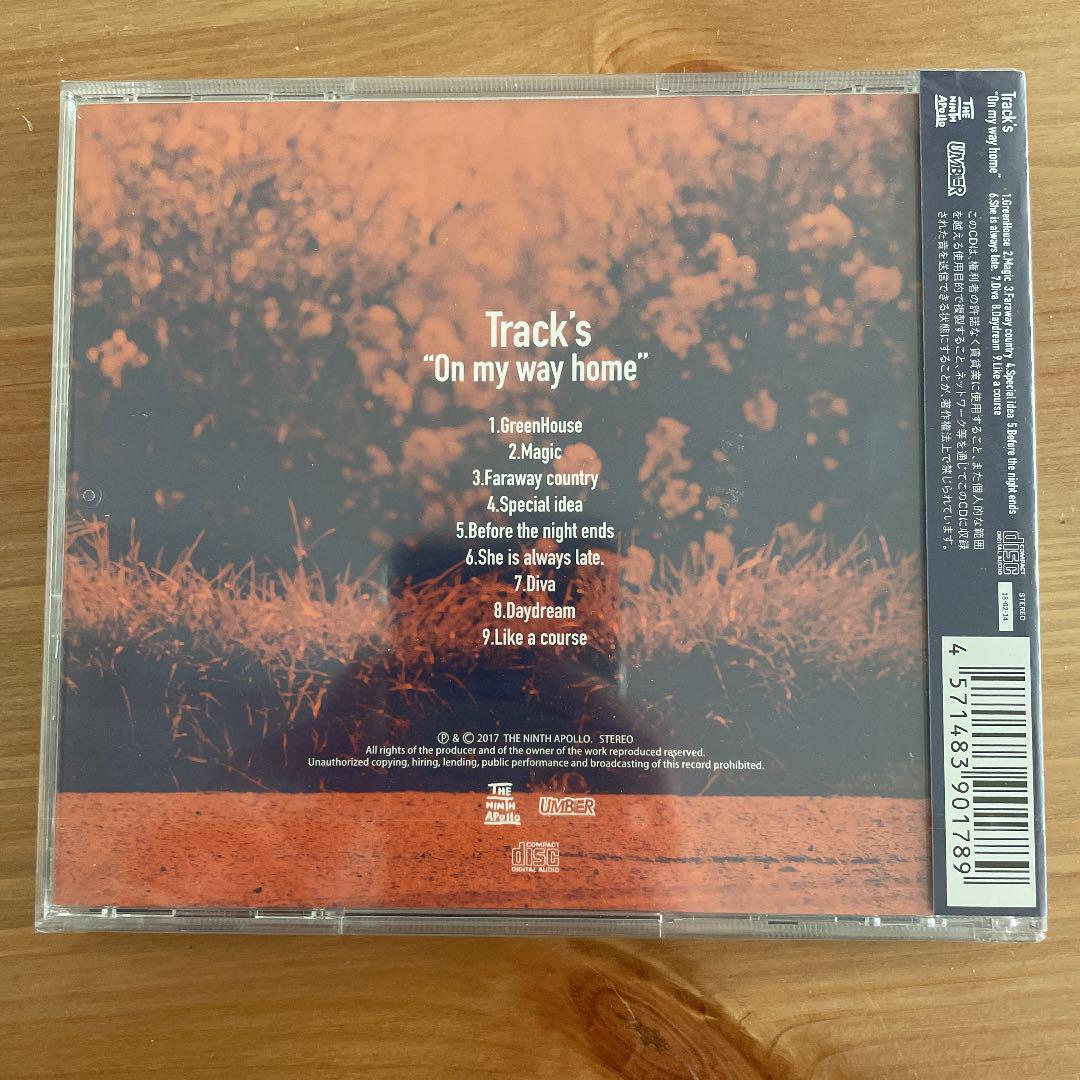 Track's
“On my way home”
1.GreenHouse
2.Magic
3.Faraway country
4.Special idea
5.Before the night ends
6.She is always late.
7.Diva
8.Daydream
9.Like a course
Ⓟ & © 2017 THE NINTH APOLLO. STEREO
All rights of the producer and of the owner of the work reproduced reserved.
Unauthorized copying, hiring, lending, public performance and broadcasting of this record prohibited.
THE
NINTH
APOLLO
UMBER
COMPACT
disc
DIGITAL AUDIO
Track's
“On my way home”
1.GreenHouse 2.Magic 3.Faraway country 4.Special idea 5.Before the night ends
6.She is always late. 7.Diva 8.Daydream 9.Like a course
THE
NINTH
APOLLO
UMBER
このCDは、権利者の許諾なく賃貸業に使用すること、また個人的な範囲
を越える使用目的で複製すること、ネットワーク等を通じてこのCDに収録
された音を送信できる状態にすることが、著作権法上で禁じられています。
COMPACT
disc
DIGITAL AUDIO
STEREO
18・02・14
4 571483 901789